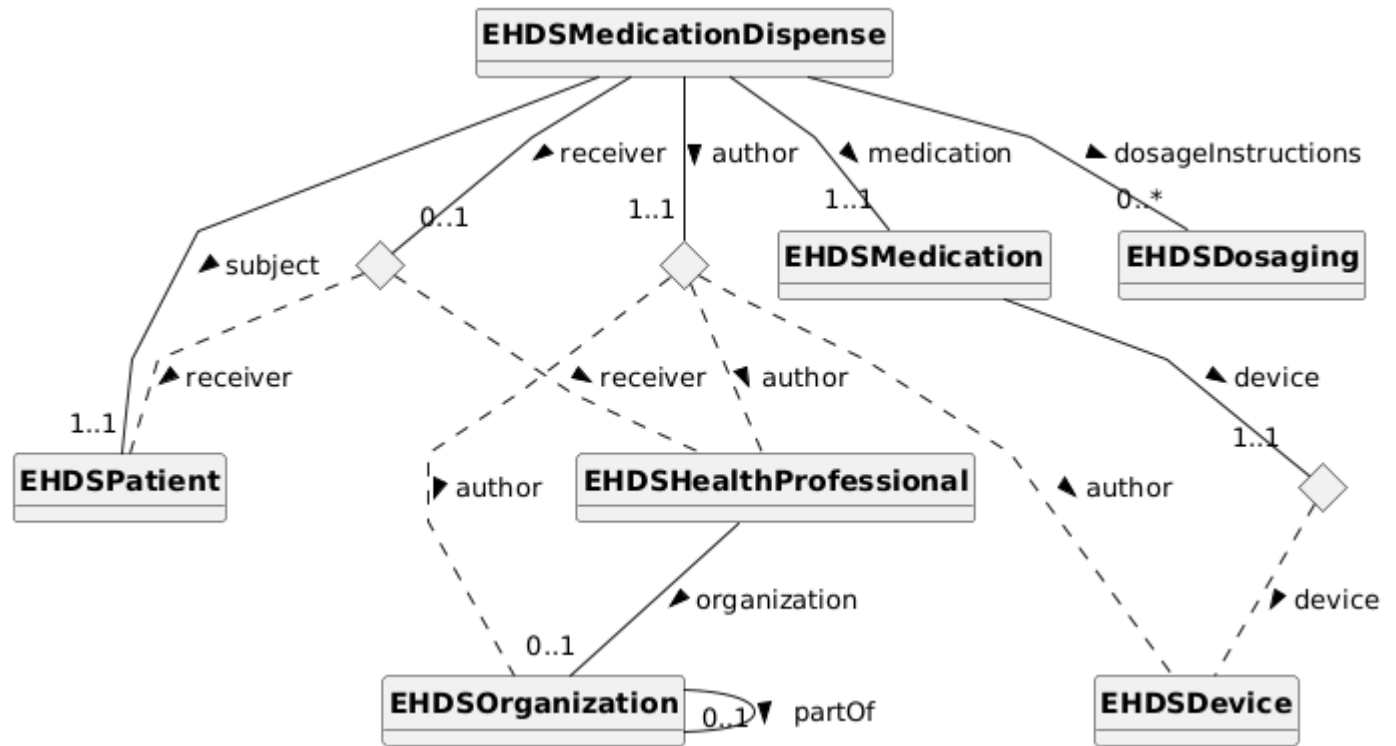 EHDSMedicationDispense
receiver
author
medication
dosageInstructions
0..1
1..1
1..1
0..*
subject
EHDSMedication
EHDSDosaging
receiver
receiver
author
device
1..1
1..1
EHDSPatient
author
EHDSHealthProfessional
author
organization
device
0..1
EHDSOrganization
0..1
partOf
EHDSDevice